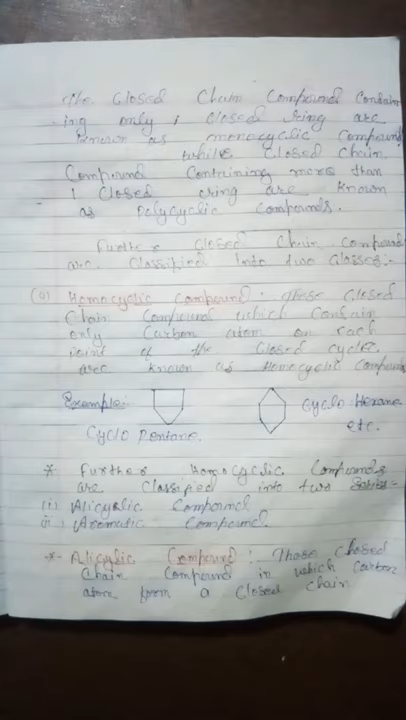 The Closed Chain Compound Contain
-ing only 1 closed ring are
known as monocyclic Compound
while Closed Chain
Compound Containing more than
1 Closed ring are known
as Polycyclic Compounds.
Further Closed Chain Compound
are Classified Into two Classes:-
(a) Homocyclic Compound: These Closed
Chain Compound which Contain
only Carbon atom on each
point of the Closed cycle.
are known as Homocyclic Compounds
Example:-
Cyclo Pentane.
Cyclo Hexane
etc.
* Further Homocyclic Compounds
are Classified into two Series-
(i) Alicyclic Compound
(ii) Aromatic Compound.
* Alicyclic Compound: Those Closed
Chain Compound in which Carbon
atom form a Closed Chain